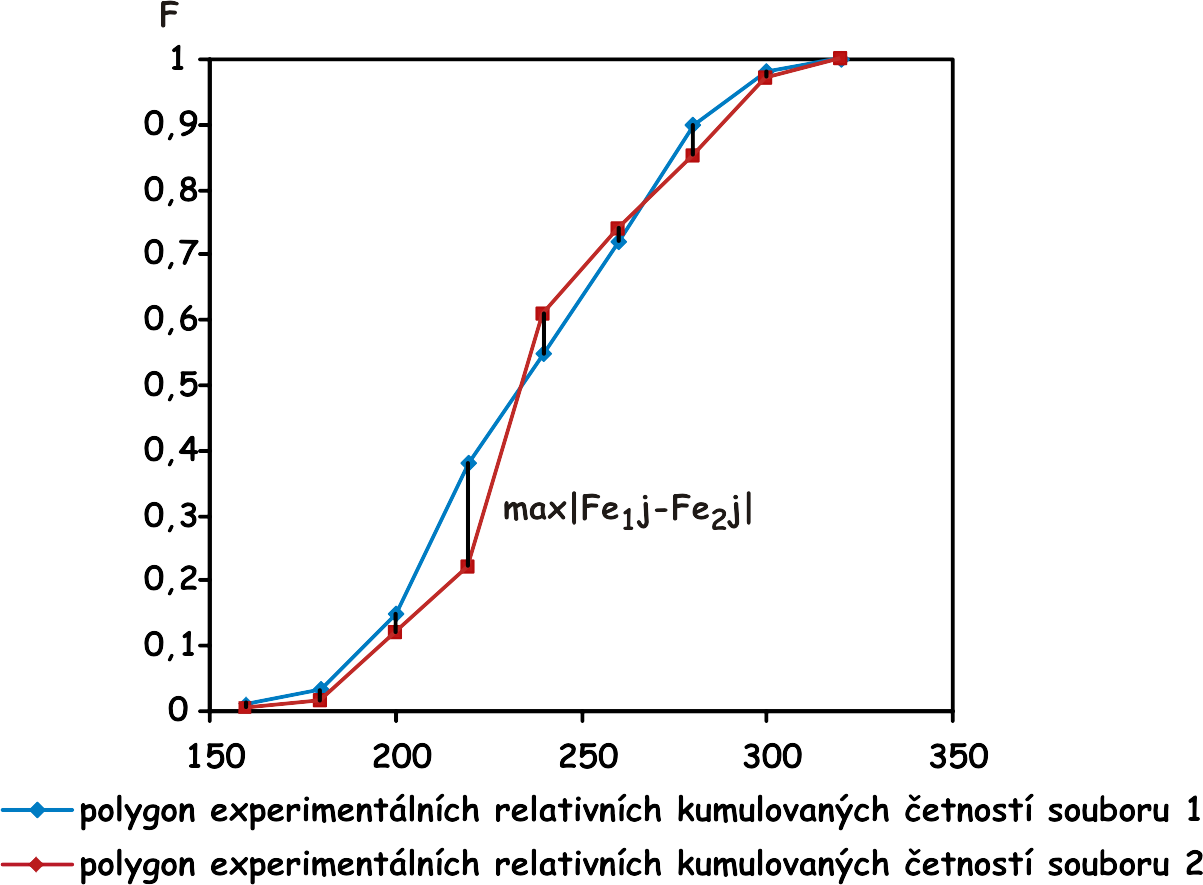 F
1
0,9
0,8
0,7
0,6
0,5
0,4
max|Fe₁j-Fe₂j|
0,3
0,2
0,1
0
150 200 250 300 350
polygon experimentálních relativních kumulovaných četností souboru 1
polygon experimentálních relativních kumulovaných četností souboru 2